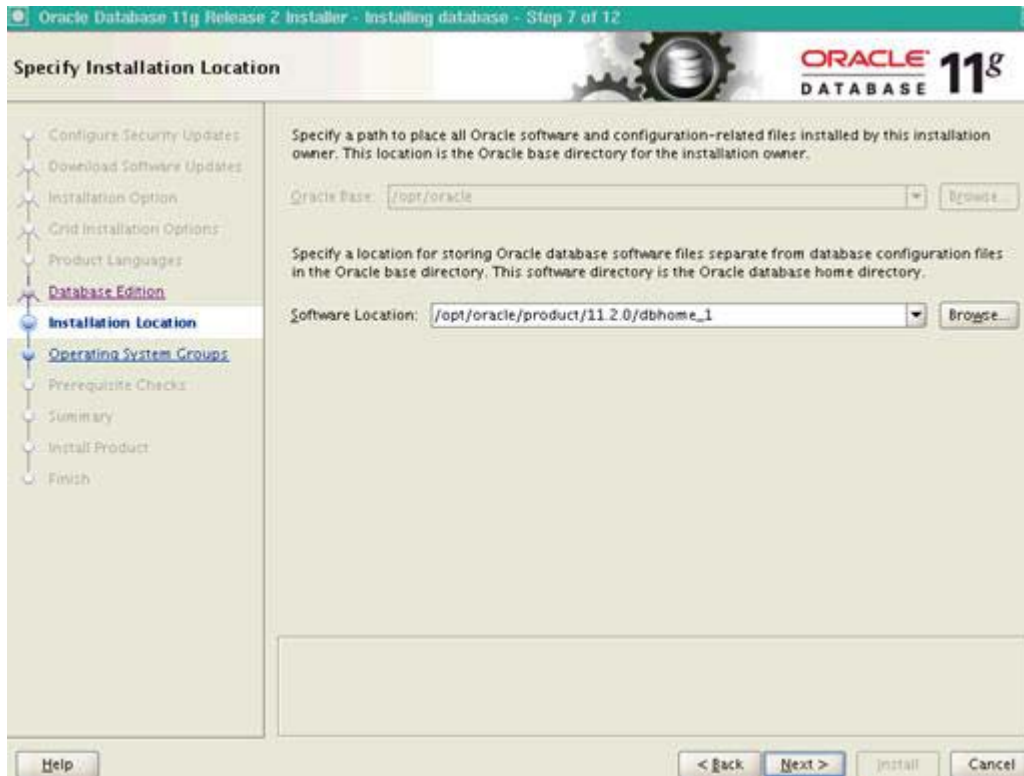 Oracle Database 11g Release 2 Installer - Installing database - Step 7 of 12
Specify Installation Location
ORACLE
DATABASE
11g
Configure Security Updates
Download Software Updates
Installation Option
Grid Installation Options
Product Languages
Database Edition
Installation Location
Operating System Groups
Prerequisite Checks
Summary
Install Product
Finish
Specify a path to place all Oracle software and configuration-related files installed by this installation
owner. This location is the Oracle base directory for the installation owner.
Oracle Base: /opt/oracle Browse...
Specify a location for storing Oracle database software files separate from database configuration files
in the Oracle base directory. This software directory is the Oracle database home directory.
Software Location: /opt/oracle/product/11.2.0/dbhome_1 Browse...
Help < Back Next > Install Cancel